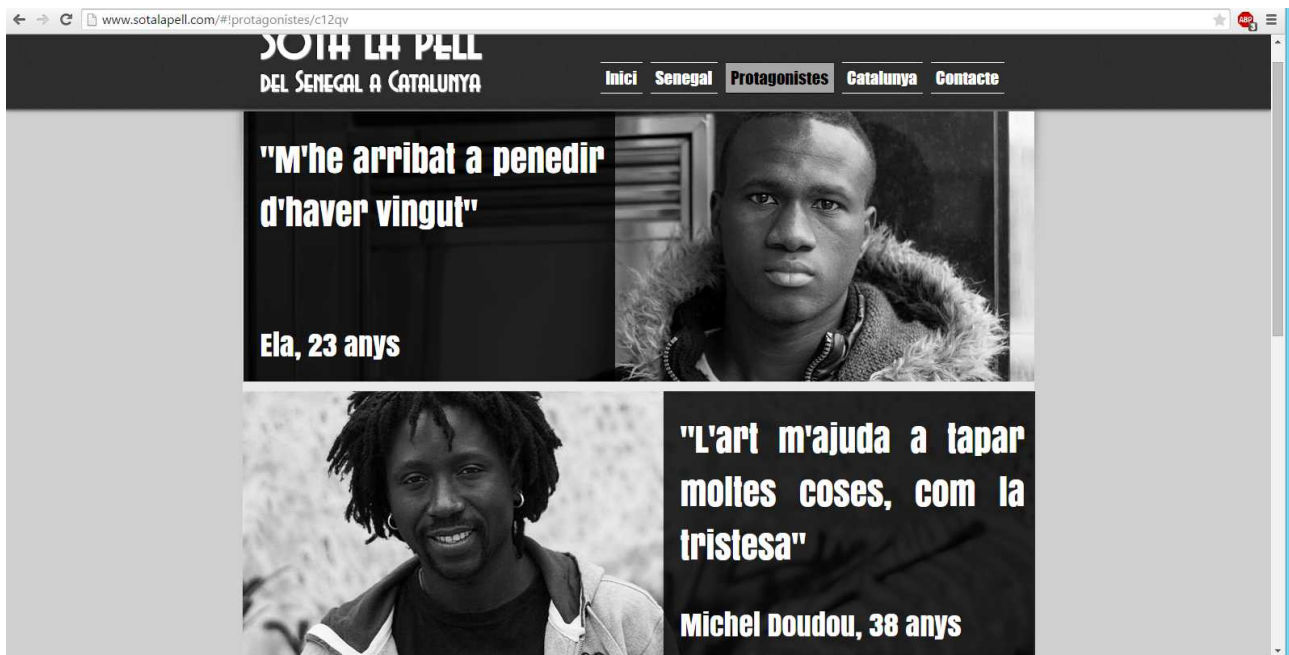 www.sotalapell.com/#!protagonistes/c12qv
ABP
SOTA LA PELL
DEL SENEGAL A CATALUNYA
Inici Senegal Protagonistes Catalunya Contacte
"M'he arribat a penedir
d'haver vingut"
Ela, 23 anys
"L'art m'ajuda a tapar
moltes coses, com la
tristesa"
Michel Doudou, 38 anys